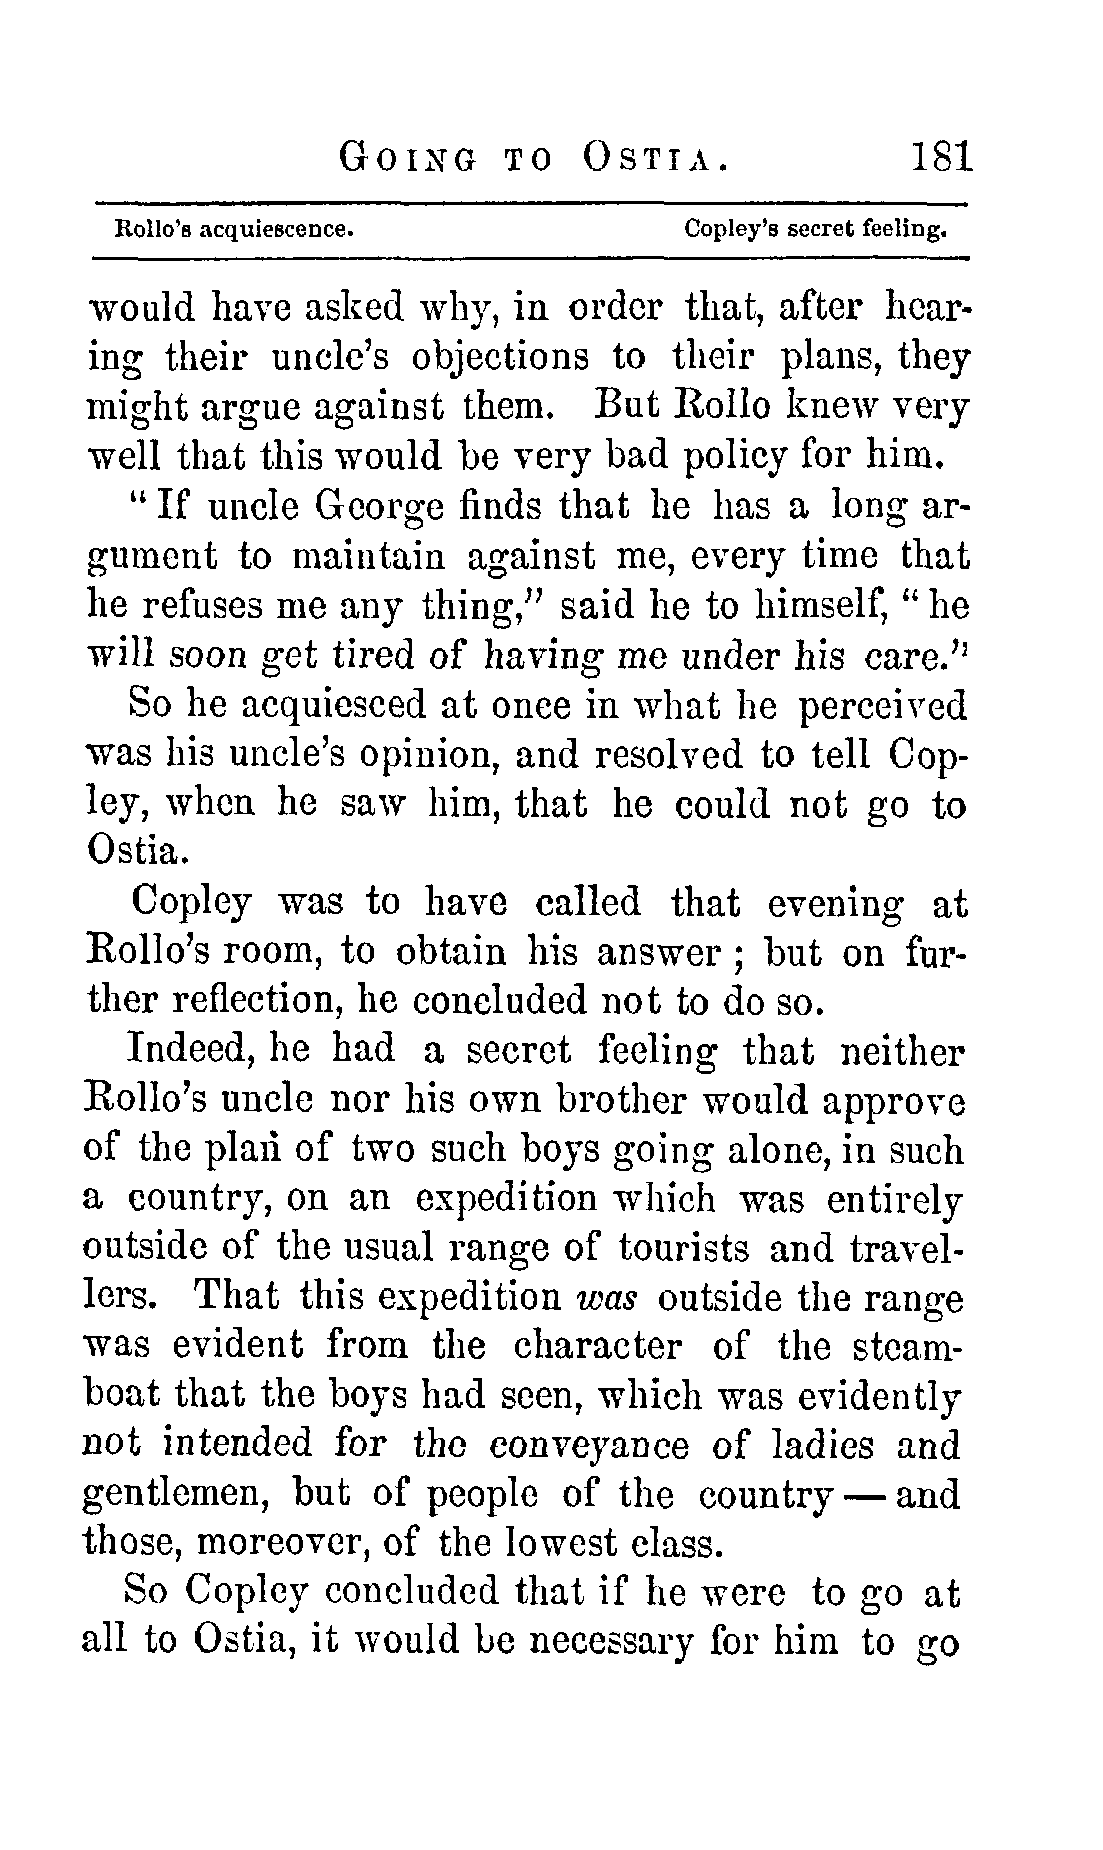 GOING TO OSTIA. 181
Rollo's acquiescence. Copley's secret feeling.
would have asked why, in order that, after hear-
ing their uncle's objections to their plans, they
might argue against them. But Rollo knew very
well that this would be very bad policy for him.
"If uncle George finds that he has a long ar-
gument to maintain against me, every time that
he refuses me any thing," said he to himself, "he
will soon get tired of having me under his care."
So he acquiesced at once in what he perceived
was his uncle's opinion, and resolved to tell Cop-
ley, when he saw him, that he could not go to
Ostia.
Copley was to have called that evening at
Rollo's room, to obtain his answer; but on fur-
ther reflection, he concluded not to do so.
Indeed, he had a secret feeling that neither
Rollo's uncle nor his own brother would approve
of the plan of two such boys going alone, in such
a country, on an expedition which was entirely
outside of the usual range of tourists and travel-
lers. That this expedition was outside the range
was evident from the character of the steam-
boat that the boys had seen, which was evidently
not intended for the conveyance of ladies and
gentlemen, but of people of the country — and
those, moreover, of the lowest class.
So Copley concluded that if he were to go at
all to Ostia, it would be necessary for him to go